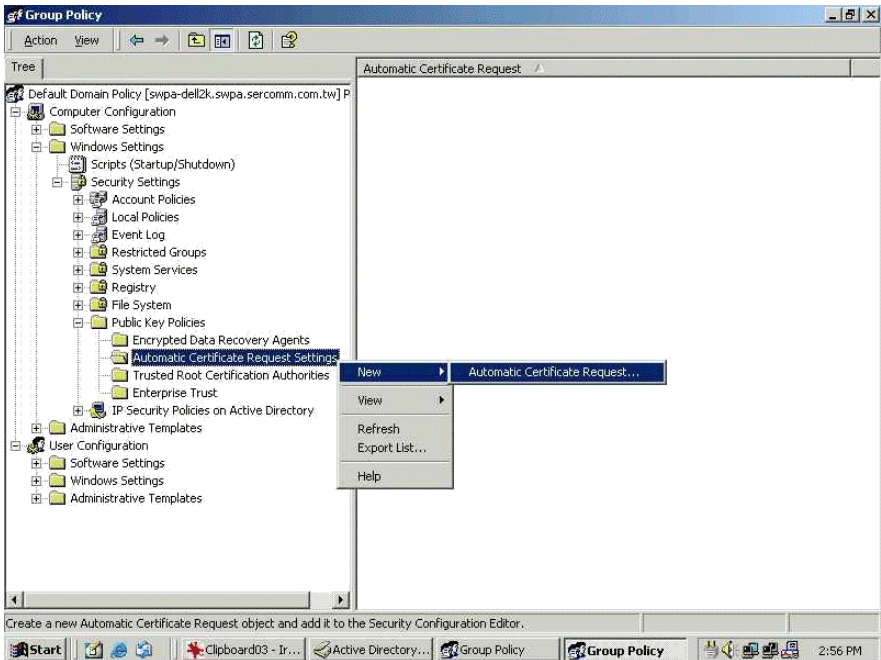 Group Policy
Action View
Tree
Automatic Certificate Request
Default Domain Policy [swpa-dell2k.swpa.sercomm.com.tw] P
Computer Configuration
Software Settings
Windows Settings
Scripts (Startup/Shutdown)
Security Settings
Account Policies
Local Policies
Event Log
Restricted Groups
System Services
Registry
File System
Public Key Policies
Encrypted Data Recovery Agents
Automatic Certificate Request Settings
Trusted Root Certification Authorities
Enterprise Trust
IP Security Policies on Active Directory
Administrative Templates
User Configuration
Software Settings
Windows Settings
Administrative Templates
New
Automatic Certificate Request...
View
Refresh
Export List...
Help
Create a new Automatic Certificate Request object and add it to the Security Configuration Editor.
Start
Clipboard03 - Ir...
Active Directory...
Group Policy
Group Policy
2:56 PM